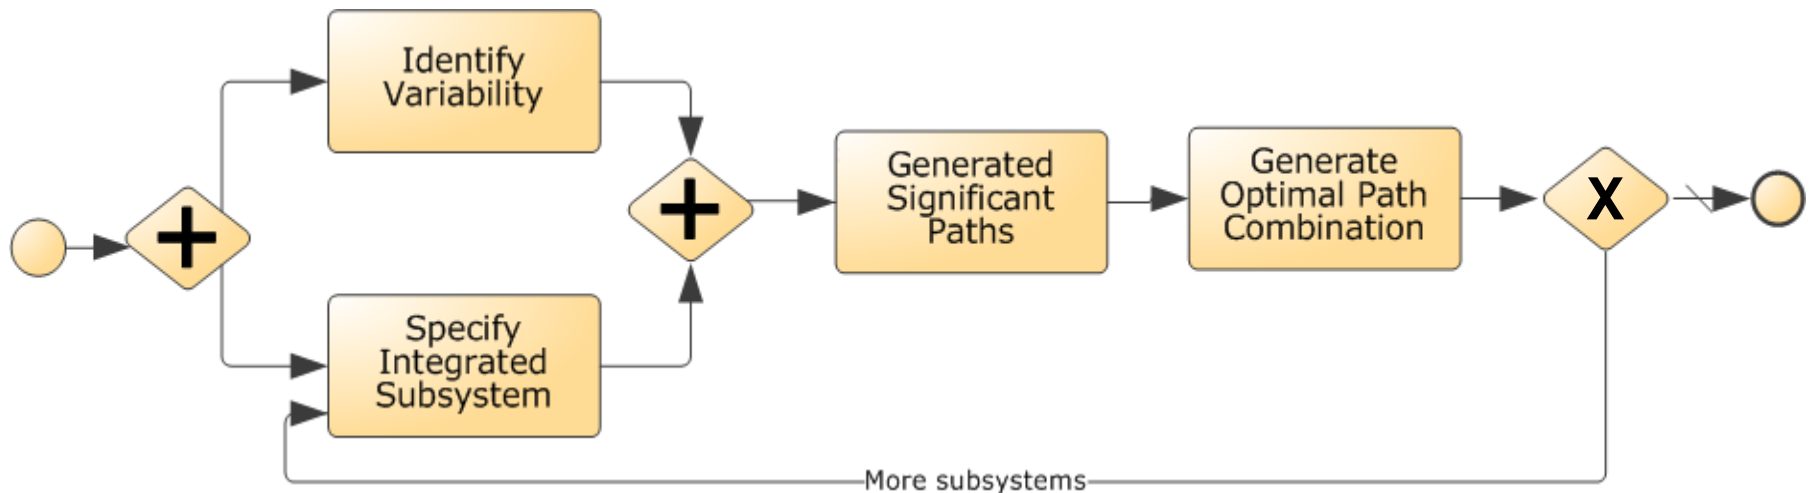 Identify
Variability
Specify
Integrated
Subsystem
Generated
Significant
Paths
Generate
Optimal Path
Combination
X
More subsystems